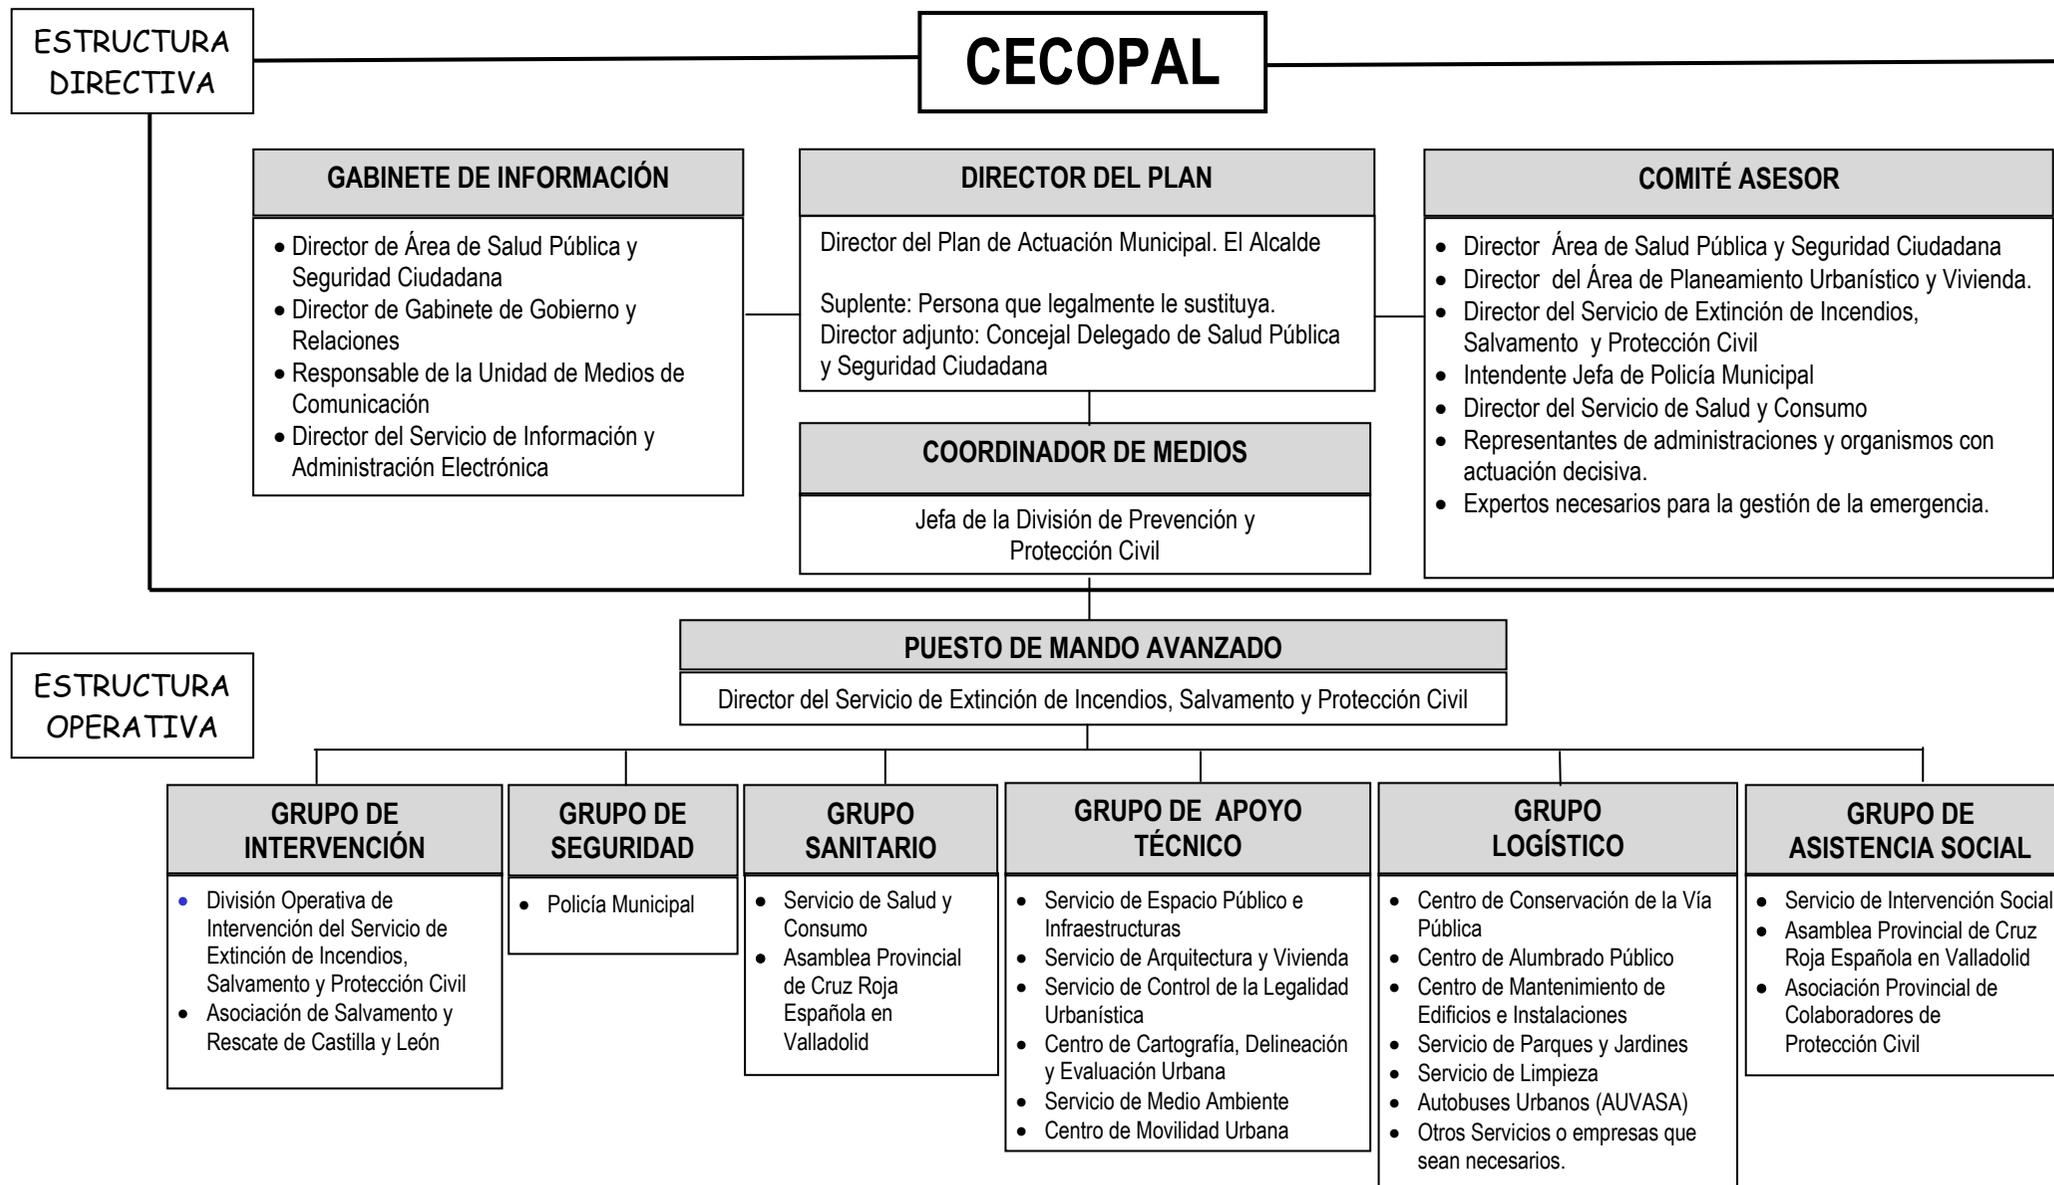 ESTRUCTURA
DIRECTIVA
CECOPAL
GABINETE DE INFORMACIÓN
• Director de Área de Salud Pública y
Seguridad Ciudadana
• Director de Gabinete de Gobierno y
Relaciones
• Responsable de la Unidad de Medios de
Comunicación
• Director del Servicio de Información y
Administración Electrónica
DIRECTOR DEL PLAN
Director del Plan de Actuación Municipal. El Alcalde
Suplente: Persona que legalmente le sustituya.
Director adjunto: Concejal Delegado de Salud Pública
y Seguridad Ciudadana
COMITÉ ASESOR
• Director Área de Salud Pública y Seguridad Ciudadana
• Director del Área de Planeamiento Urbanístico y Vivienda.
• Director del Servicio de Extinción de Incendios,
Salvamento y Protección Civil
• Intendente Jefa de Policía Municipal
• Director del Servicio de Salud y Consumo
• Representantes de administraciones y organismos con
actuación decisiva.
• Expertos necesarios para la gestión de la emergencia.
COORDINADOR DE MEDIOS
Jefa de la División de Prevención y
Protección Civil
PUESTO DE MANDO AVANZADO
Director del Servicio de Extinción de Incendios, Salvamento y Protección Civil
ESTRUCTURA
OPERATIVA
GRUPO DE
INTERVENCIÓN
• División Operativa de
Intervención del Servicio de
Extinción de Incendios,
Salvamento y Protección Civil
• Asociación de Salvamento y
Rescate de Castilla y León
GRUPO DE
SEGURIDAD
• Policía Municipal
GRUPO
SANITARIO
• Servicio de Salud y
Consumo
• Asamblea Provincial
de Cruz Roja
Española en
Valladolid
GRUPO DE APOYO
TÉCNICO
• Servicio de Espacio Público e
Infraestructuras
• Servicio de Arquitectura y Vivienda
• Servicio de Control de la Legalidad
Urbanística
• Centro de Cartografía, Delineación
y Evaluación Urbana
• Servicio de Medio Ambiente
• Centro de Movilidad Urbana
GRUPO
LOGÍSTICO
• Centro de Conservación de la Vía
Pública
• Centro de Alumbrado Público
• Centro de Mantenimiento de
Edificios e Instalaciones
• Servicio de Parques y Jardines
• Servicio de Limpieza
• Autobuses Urbanos (AUVASA)
• Otros Servicios o empresas que
sean necesarios.
GRUPO DE
ASISTENCIA SOCIAL
• Servicio de Intervención Social
• Asamblea Provincial de Cruz
Roja Española en Valladolid
• Asociación Provincial de
Colaboradores de
Protección Civil